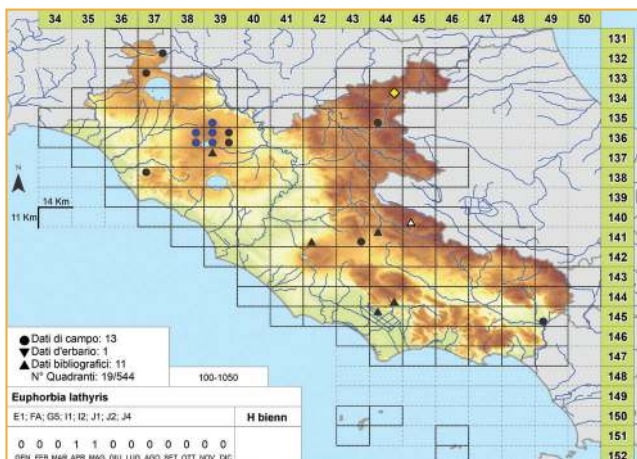 34 35 36 37 38 39 40 41 42 43 44 45 46 47 48 49 50
131
132
133
134
135
136
137
138
139
140
141
142
143
144
145
146
147
148
149
150
151
152
N
14 Km
11 Km
Dati di campo: 13
Dati d'erbario: 1
Dati bibliografici: 11
N° Quadranti: 19/544
100-1050
Euphorbia lathyris
E1; FA; G5; I1; I2; J1; J2; J4
H bienn
0 0 0 1 1 0 0 0 0 0 0 0
GEN FEB MAR APR MAG GIU LUG AGO SET OTT NOV DIC